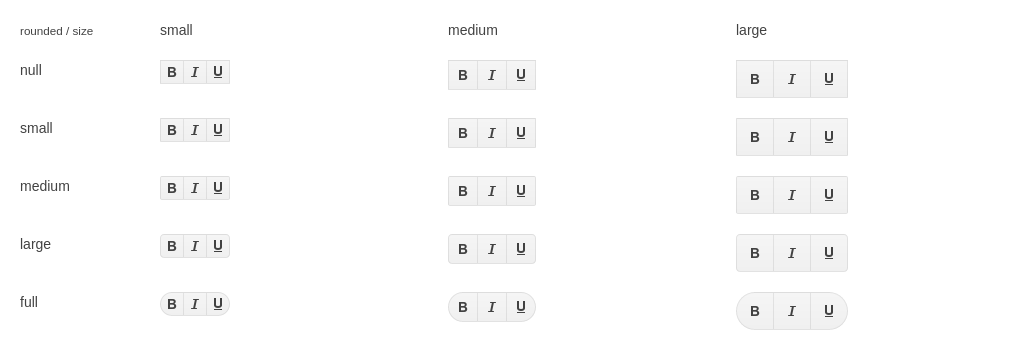 rounded / size small medium large
null B I U B I U B I U
small B I U B I U B I U
medium B I U B I U B I U
large B I U B I U B I U
full B I U B I U B I U